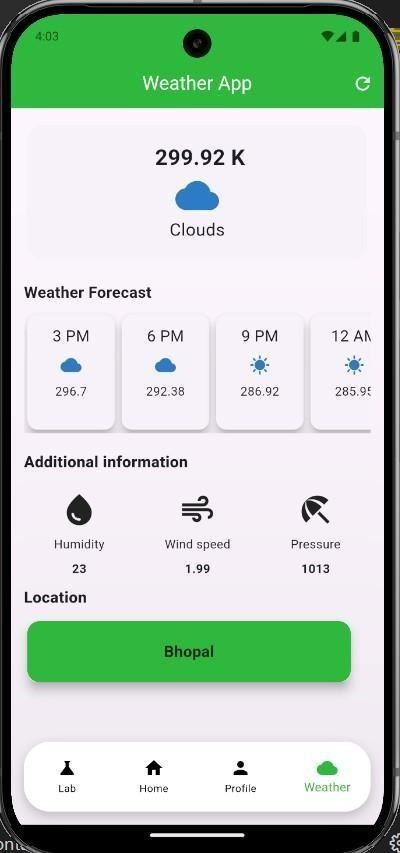 4:03
Weather App
299.92 K
Clouds
Weather Forecast
3 PM 6 PM 9 PM 12 AM
296.7 292.38 286.92 285.95
Additional information
Humidity Wind speed Pressure
23 1.99 1013
Location
Bhopal
Lab Home Profile Weather